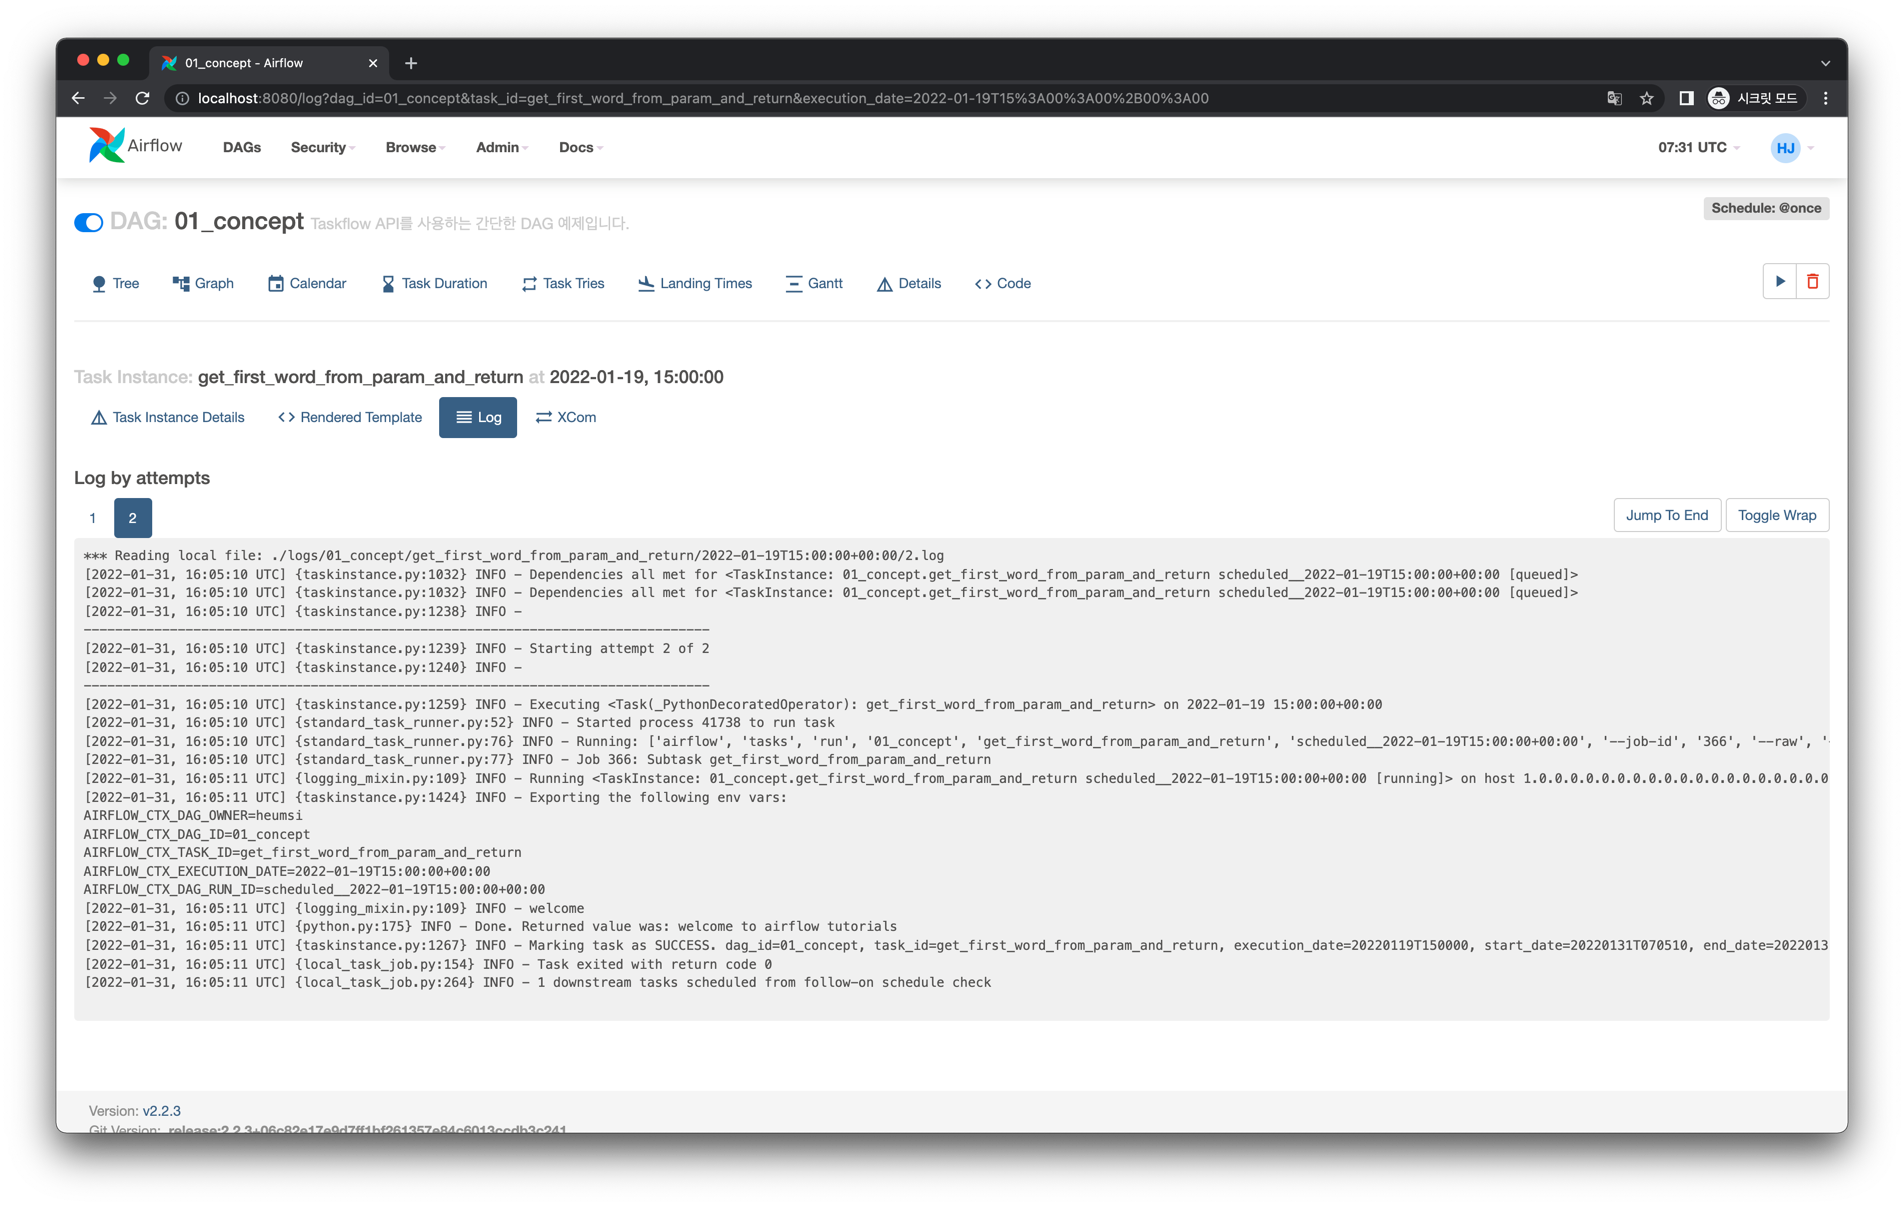 01_concept - Airflow
localhost:8080/log?dag_id=01_concept&task_id=get_first_word_from_param_and_return&execution_date=2022-01-19T15%3A00%3A00%2B00%3A00
시크릿 모드
Airflow DAGs Security Browse Admin Docs 07:31 UTC HJ
DAG: 01_concept Taskflow API를 사용하는 간단한 DAG 예제입니다.
Schedule: @once
Tree Graph Calendar Task Duration Task Tries Landing Times Gantt Details Code
Task Instance: get_first_word_from_param_and_return at 2022-01-19, 15:00:00
Task Instance Details Rendered Template Log XCom
Log by attempts
1 2
Jump To End Toggle Wrap
*** Reading local file: ./logs/01_concept/get_first_word_from_param_and_return/2022-01-19T15:00:00+00:00/2.log
[2022-01-31, 16:05:10 UTC] {taskinstance.py:1032} INFO - Dependencies all met for <TaskInstance: 01_concept.get_first_word_from_param_and_return scheduled__2022-01-19T15:00:00+00:00 [queued]>
[2022-01-31, 16:05:10 UTC] {taskinstance.py:1032} INFO - Dependencies all met for <TaskInstance: 01_concept.get_first_word_from_param_and_return scheduled__2022-01-19T15:00:00+00:00 [queued]>
[2022-01-31, 16:05:10 UTC] {taskinstance.py:1238} INFO -
--------------------------------------------------------------------------------
[2022-01-31, 16:05:10 UTC] {taskinstance.py:1239} INFO - Starting attempt 2 of 2
[2022-01-31, 16:05:10 UTC] {taskinstance.py:1240} INFO -
--------------------------------------------------------------------------------
[2022-01-31, 16:05:10 UTC] {taskinstance.py:1259} INFO - Executing <Task(_PythonDecoratedOperator): get_first_word_from_param_and_return> on 2022-01-19 15:00:00+00:00
[2022-01-31, 16:05:10 UTC] {standard_task_runner.py:52} INFO - Started process 41738 to run task
[2022-01-31, 16:05:10 UTC] {standard_task_runner.py:76} INFO - Running: ['airflow', 'tasks', 'run', '01_concept', 'get_first_word_from_param_and_return', 'scheduled__2022-01-19T15:00:00+00:00', '--job-id', '366', '--raw', '
[2022-01-31, 16:05:10 UTC] {standard_task_runner.py:77} INFO - Job 366: Subtask get_first_word_from_param_and_return
[2022-01-31, 16:05:11 UTC] {logging_mixin.py:109} INFO - Running <TaskInstance: 01_concept.get_first_word_from_param_and_return scheduled__2022-01-19T15:00:00+00:00 [running]> on host 1.0.0.0.0.0.0.0.0.0.0.0.0.0.0.0.0.0.0.0
[2022-01-31, 16:05:11 UTC] {taskinstance.py:1424} INFO - Exporting the following env vars:
AIRFLOW_CTX_DAG_OWNER=heumsi
AIRFLOW_CTX_DAG_ID=01_concept
AIRFLOW_CTX_TASK_ID=get_first_word_from_param_and_return
AIRFLOW_CTX_EXECUTION_DATE=2022-01-19T15:00:00+00:00
AIRFLOW_CTX_DAG_RUN_ID=scheduled__2022-01-19T15:00:00+00:00
[2022-01-31, 16:05:11 UTC] {logging_mixin.py:109} INFO - welcome
[2022-01-31, 16:05:11 UTC] {python.py:175} INFO - Done. Returned value was: welcome to airflow tutorials
[2022-01-31, 16:05:11 UTC] {taskinstance.py:1267} INFO - Marking task as SUCCESS. dag_id=01_concept, task_id=get_first_word_from_param_and_return, execution_date=20220119T150000, start_date=20220131T070510, end_date=2022013
[2022-01-31, 16:05:11 UTC] {local_task_job.py:154} INFO - Task exited with return code 0
[2022-01-31, 16:05:11 UTC] {local_task_job.py:264} INFO - 1 downstream tasks scheduled from follow-on schedule check
Version: v2.2.3
Git Version: .release:2.2.3+06c82e17e9d7ff1bf261357e84c6013ccdb3c241